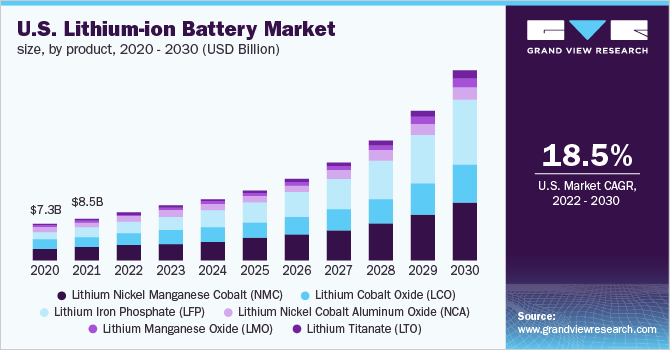 U.S. Lithium-ion Battery Market
size, by product, 2020 - 2030 (USD Billion)
$7.3B
$8.5B
2020 2021 2022 2023 2024 2025 2026 2027 2028 2029 2030
Lithium Nickel Manganese Cobalt (NMC) Lithium Cobalt Oxide (LCO)
Lithium Iron Phosphate (LFP) Lithium Nickel Cobalt Aluminum Oxide (NCA)
Lithium Manganese Oxide (LMO) Lithium Titanate (LTO)
GRAND VIEW RESEARCH
18.5%
U.S. Market CAGR,
2022 - 2030
Source:
www.grandviewresearch.com